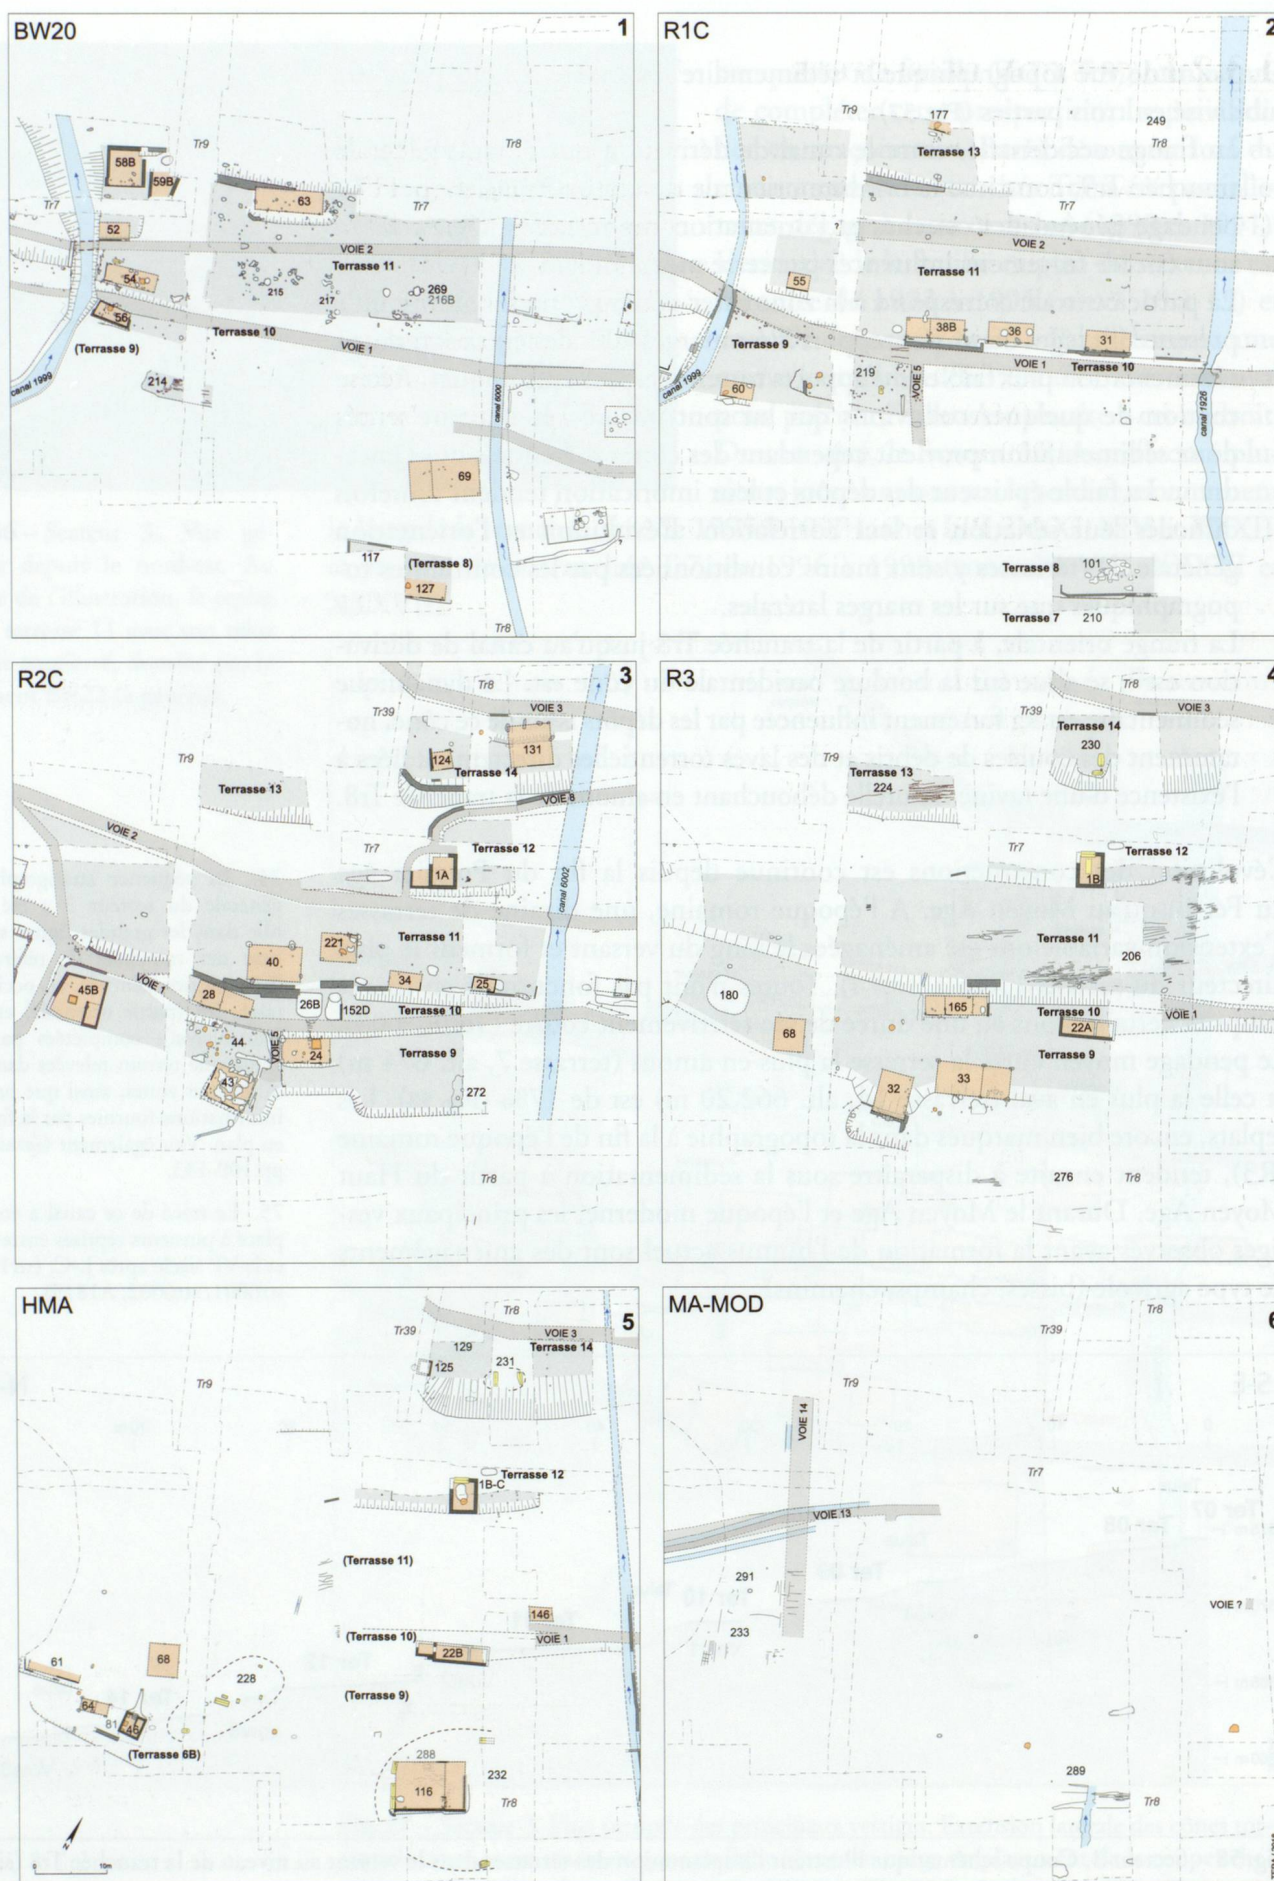 BW20
1
Tr9
Tr8
58B
59B
63
Tr7
Tr7
52
VOIE 2
54
Terrasse 11
215
217
269
216B
56
Terrasse 10
(Terrasse 9)
VOIE 1
canal 1999
214
canal 6000
69
117
(Terrasse 8)
127
Tr8
R1C
2
177
Tr9
249
Tr8
Terrasse 13
Tr7
VOIE 2
?
Terrasse 11
55
38B
36
31
Terrasse 9
VOIE 1
Terrasse 10
canal 1999
60
219
VOIE 5
canal 1926
Terrasse 8
101
Terrasse 7
210
R2C
3
Tr8
Tr39
VOIE 3
131
124
Tr9
Terrasse 14
Terrasse 13
VOIE 8
VOIE 2
Tr7
Terrasse 12
1A
canal 6002
221
Terrasse 11
40
45B
34
25
28
26B
152D
Terrasse 10
VOIE 1
44
VOIE 5
24
Terrasse 9
43
272
Tr8
R3
4
Tr8
Tr39
VOIE 3
Terrasse 14
230
Tr9
Terrasse 13
224
Tr7
Terrasse 12
1B
Terrasse 11
206
180
165
Terrasse 10
VOIE 1
68
22A
Terrasse 9
32
33
276
Tr8
HMA
5
Tr8
Tr39
VOIE 3
129
Terrasse 14
125
231
Tr9
Terrasse 12
1B-C
(Terrasse 11)
146
(Terrasse 10)
VOIE 1
22B
61
68
228
64
(Terrasse 9)
81
46
(Terrasse 6B)
288
116
232
Tr8
N
0
10m
MA-MOD
6
Tr8
Tr39
Tr9
VOIE 14
Tr7
VOIE 13
291
VOIE ?
233
289
Tr8